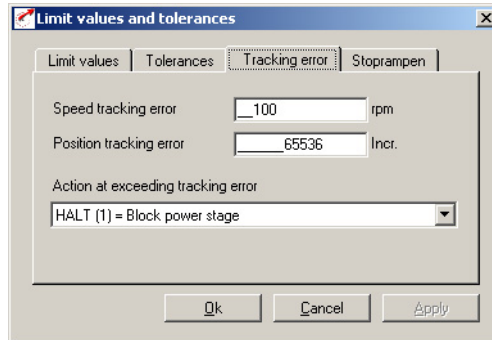 Limit values and tolerances
Limit values Tolerances Tracking error Stoprampen
Speed tracking error __100 rpm
Position tracking error ______65536 Incr.
Action at exceeding tracking error
HALT (1) = Block power stage
Ok Cancel Apply